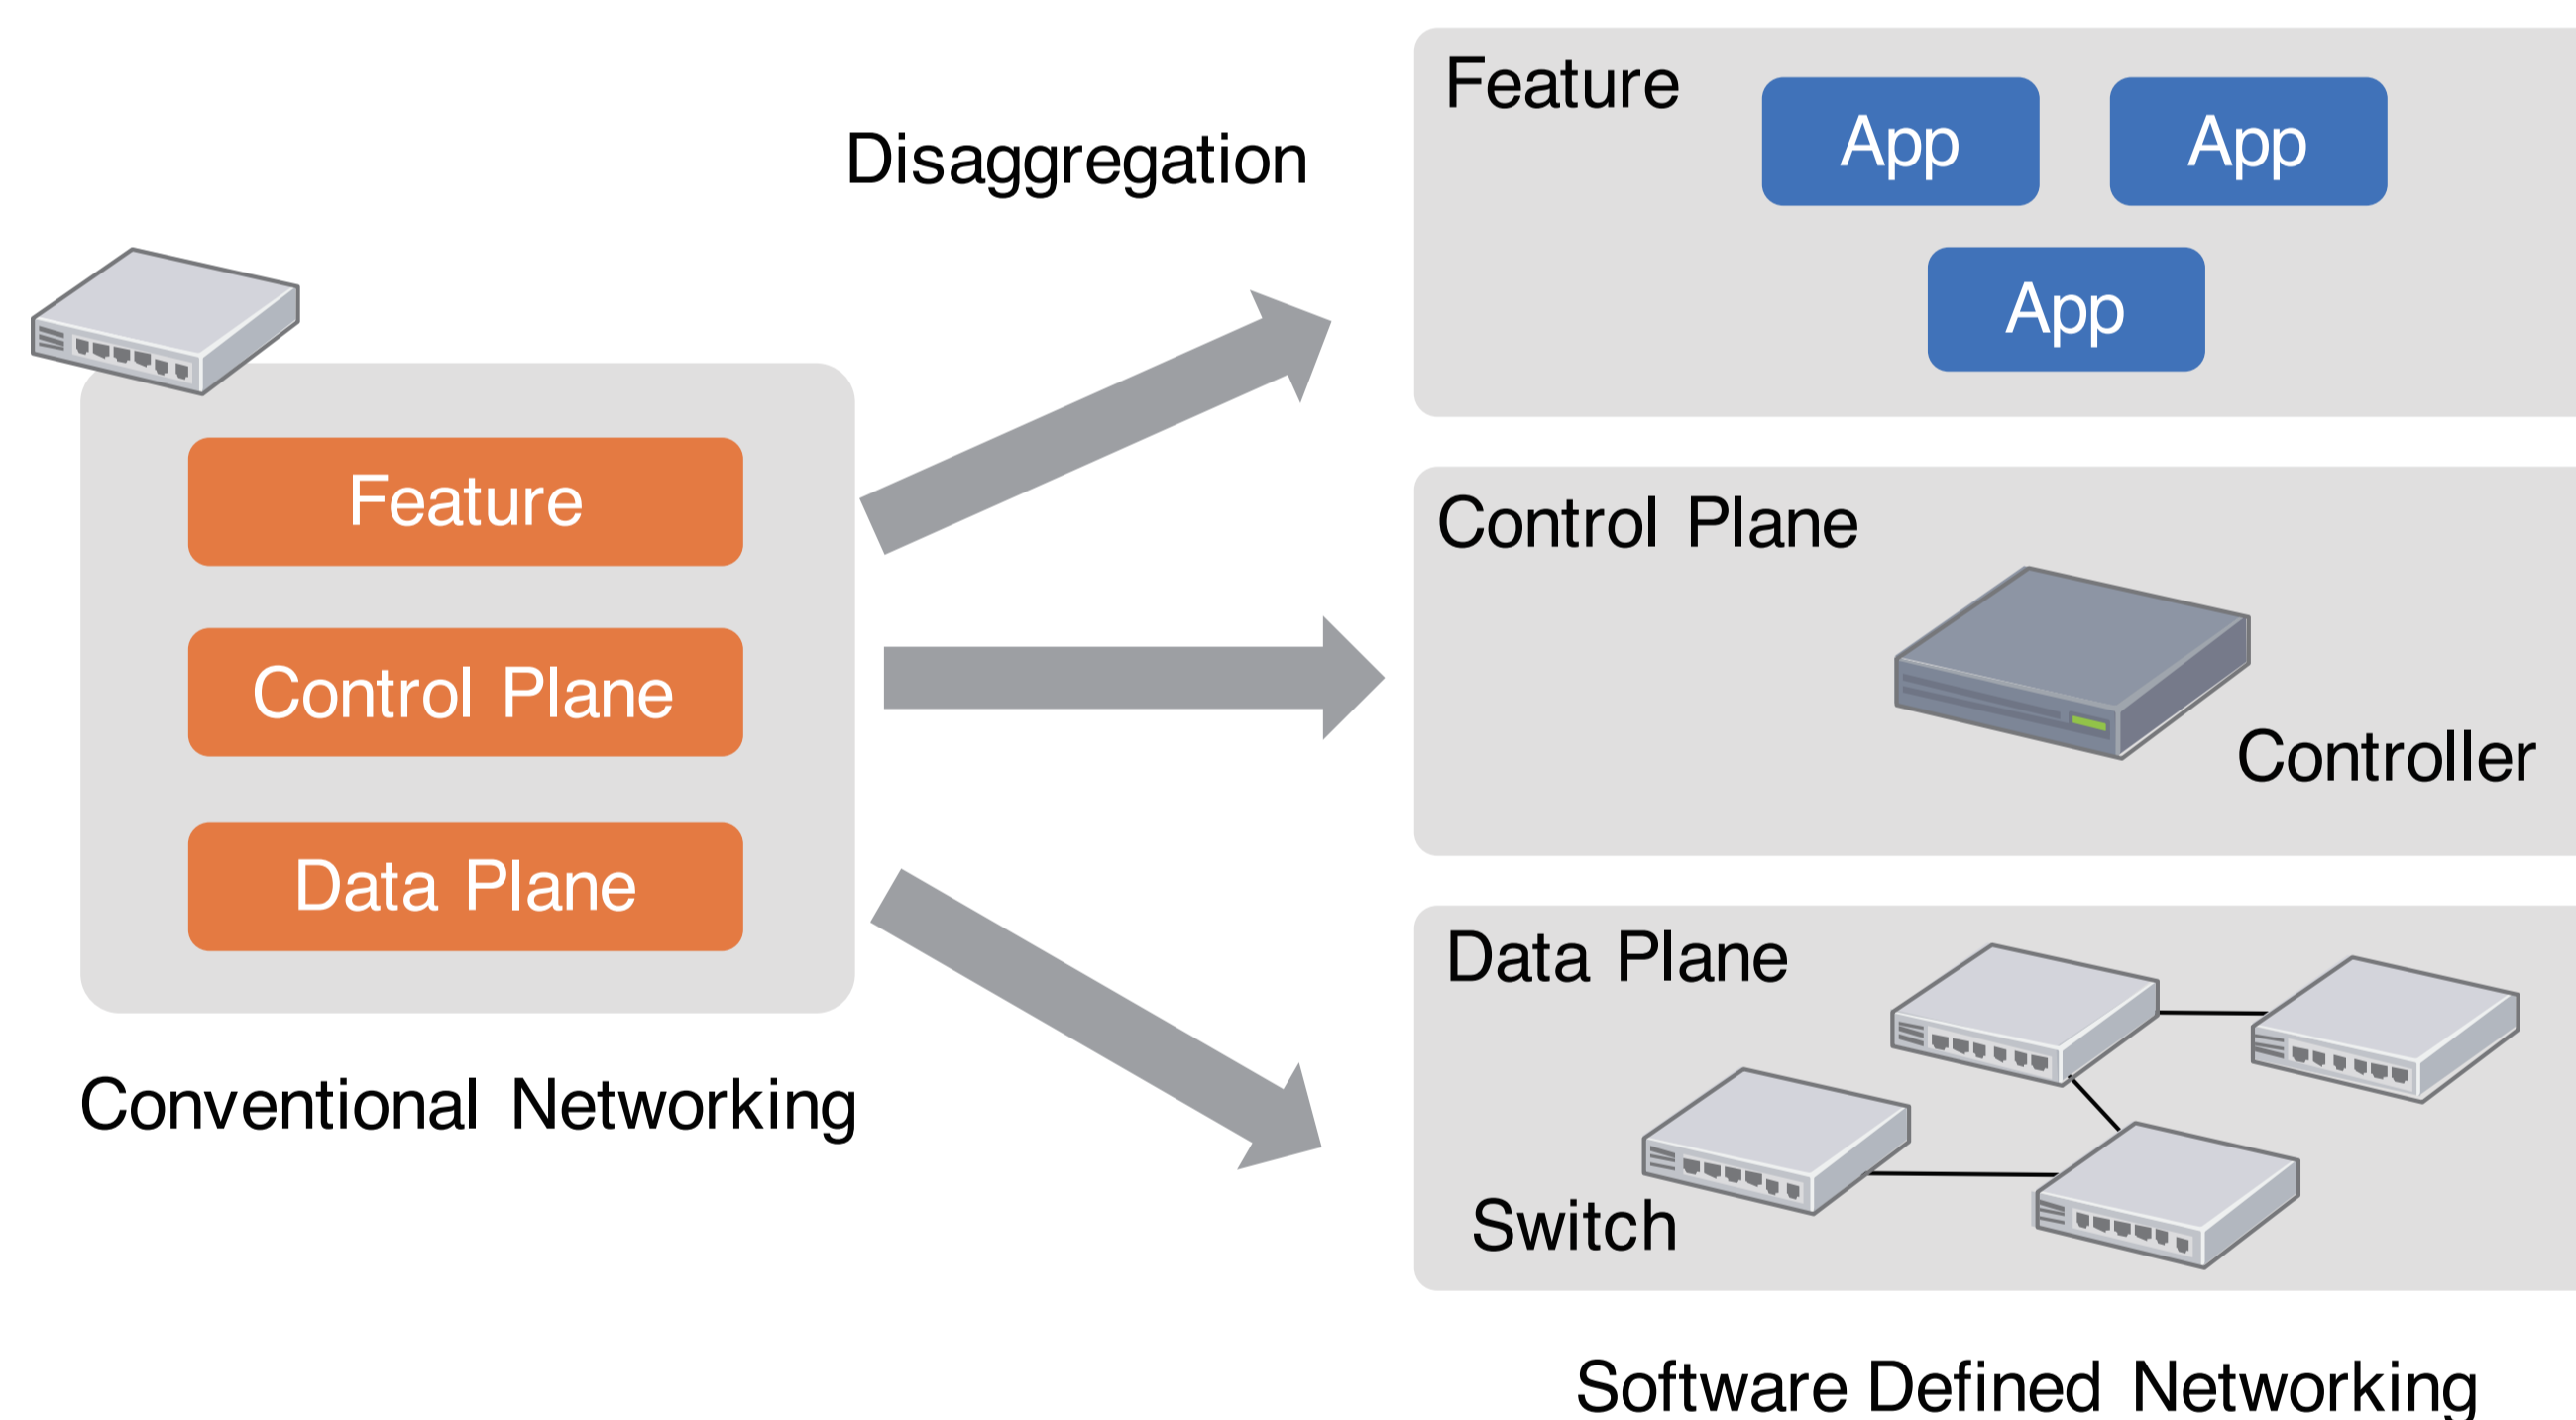 Disaggregation
Feature
Control Plane
Data Plane
Conventional Networking
Feature
App
App
App
Control Plane
Controller
Data Plane
Switch
Software Defined Networking